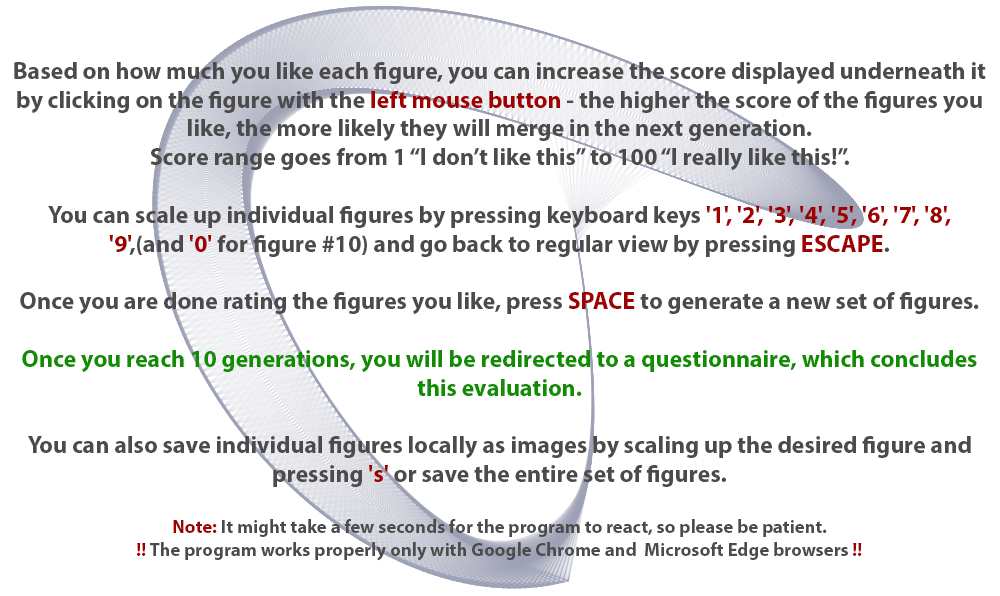 Based on how much you like each figure, you can increase the score displayed underneath it
by clicking on the figure with the left mouse button - the higher the score of the figures you
like, the more likely they will merge in the next generation.
Score range goes from 1 “I don’t like this” to 100 “I really like this!”.
You can scale up individual figures by pressing keyboard keys '1', '2', '3', '4', '5', '6', '7', '8',
'9',(and '0' for figure #10) and go back to regular view by pressing ESCAPE.
Once you are done rating the figures you like, press SPACE to generate a new set of figures.
Once you reach 10 generations, you will be redirected to a questionnaire, which concludes
this evaluation.
You can also save individual figures locally as images by scaling up the desired figure and
pressing 's' or save the entire set of figures.
Note: It might take a few seconds for the program to react, so please be patient.
!! The program works properly only with Google Chrome and  Microsoft Edge browsers !!